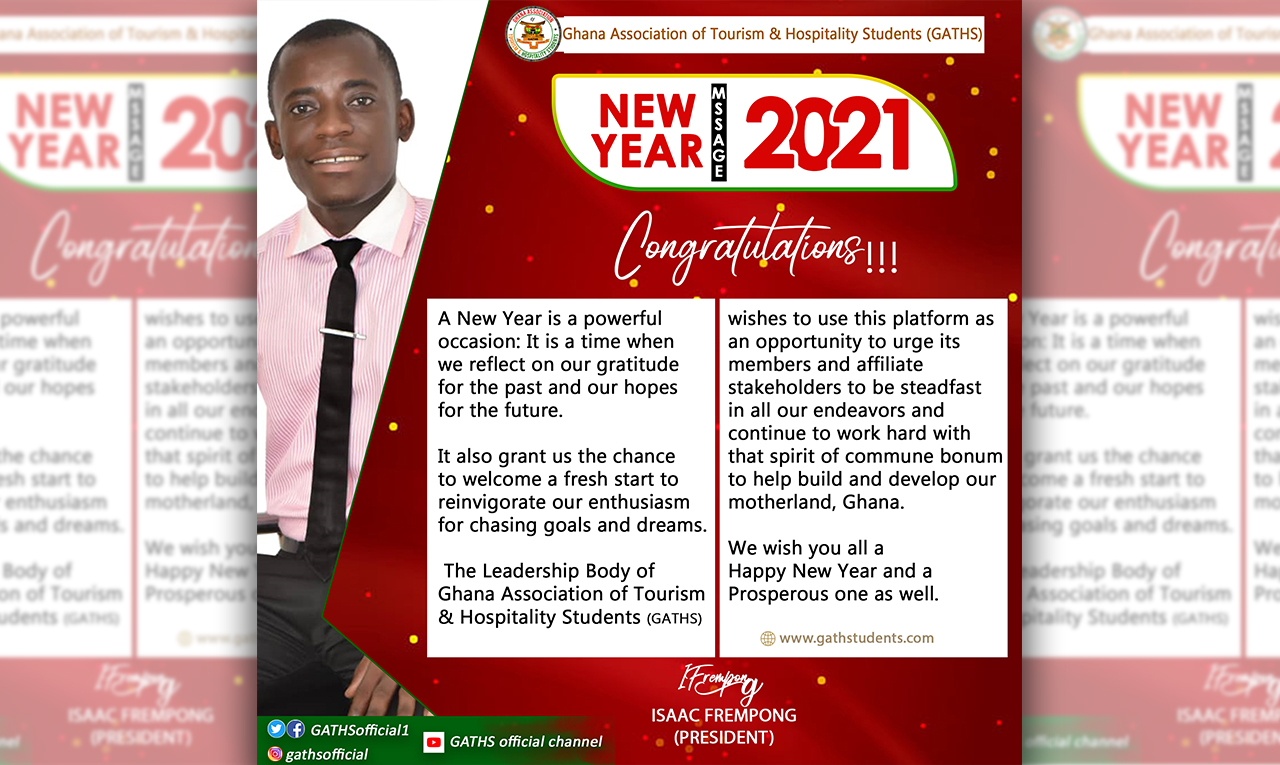 Ghana Association of Tourism & Hospitality Students (GATHS)
NEW
YEAR
MSSAGE
2021
Congratulations!!!
A New Year is a powerful
occasion: It is a time when
we reflect on our gratitude
for the past and our hopes
for the future.
It also grant us the chance
to welcome a fresh start to
reinvigorate our enthusiasm
for chasing goals and dreams.
The Leadership Body of
Ghana Association of Tourism
& Hospitality Students (GATHS)
wishes to use this platform as
an opportunity to urge its
members and affiliate
stakeholders to be steadfast
in all our endeavors and
continue to work hard with
that spirit of commune bonum
to help build and develop our
motherland, Ghana.
We wish you all a
Happy New Year and a
Prosperous one as well.
www.gathstudents.com
IFrempong
ISAAC FREMPONG
(PRESIDENT)
GATHSofficial1
gathsofficial
GATHS official channel